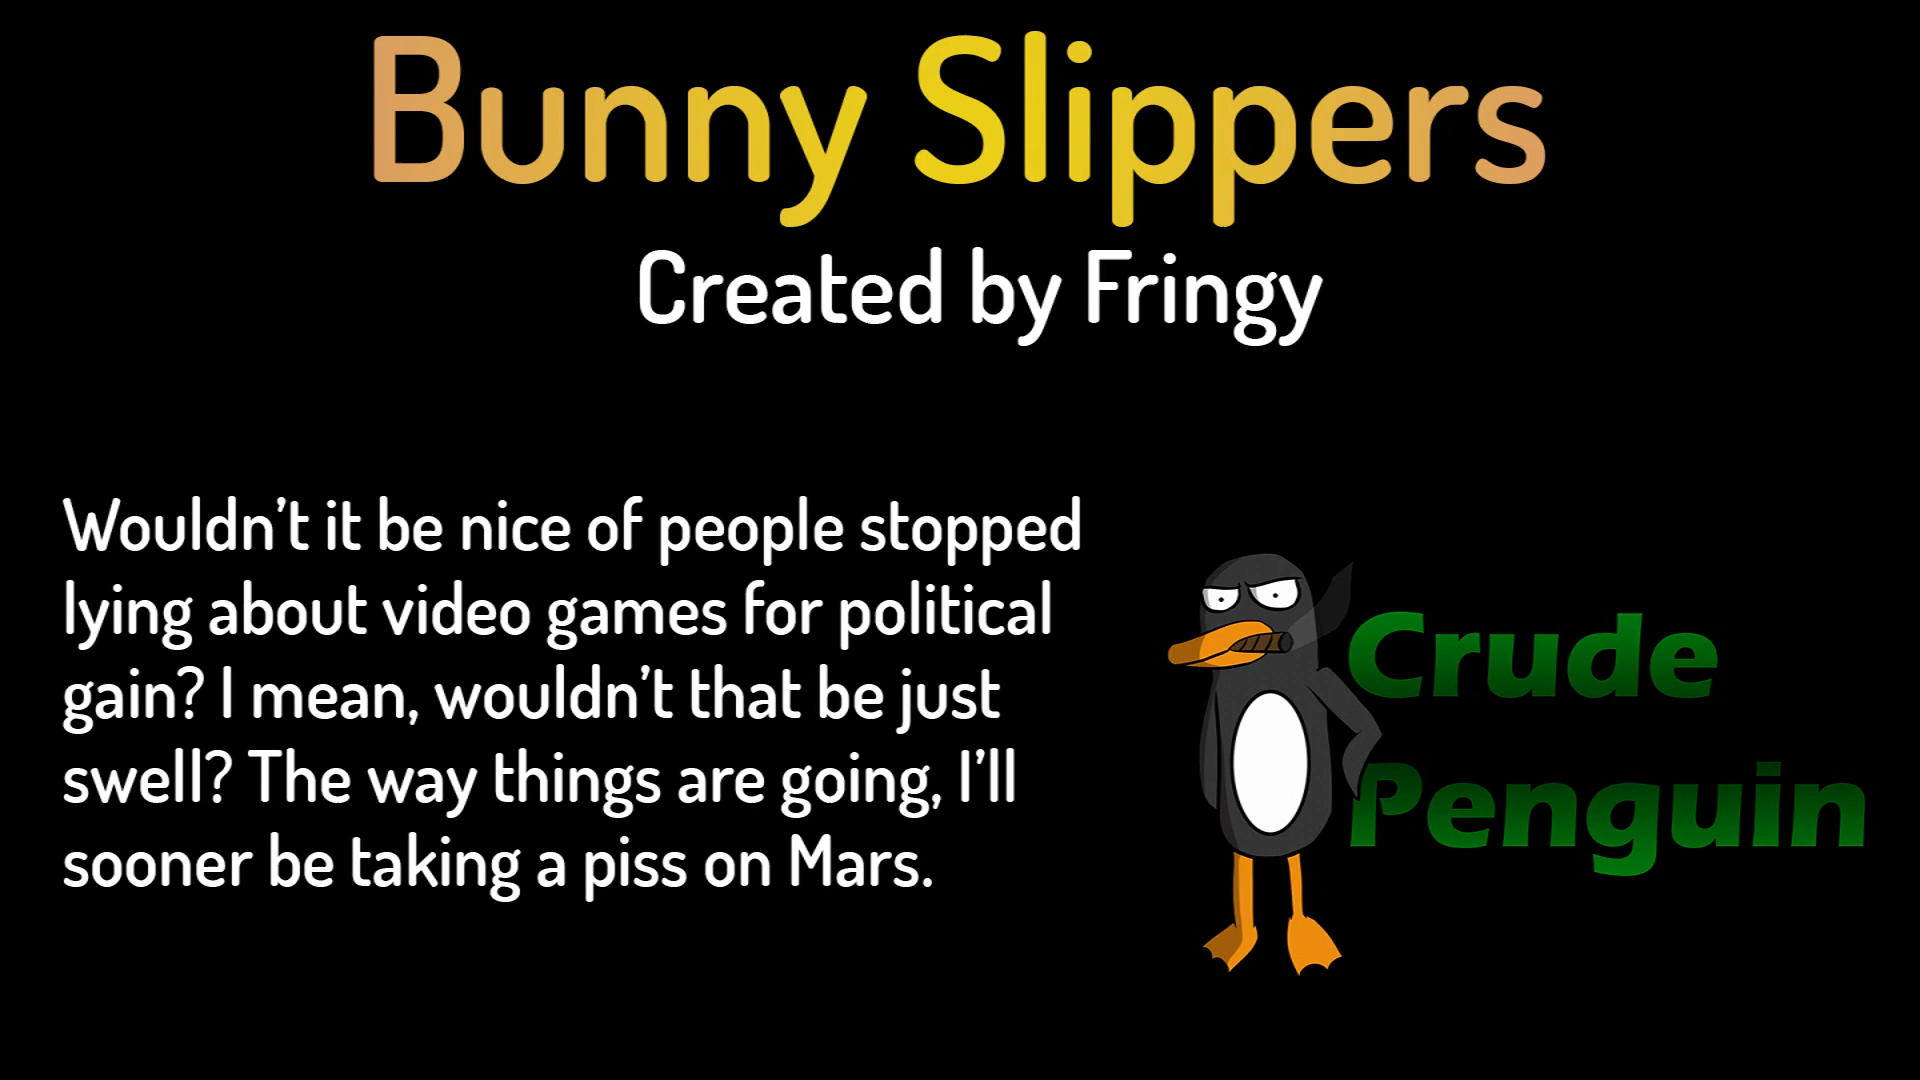 Bunny Slippers
Created by Fringy
Wouldn't it be nice of people stopped
lying about video games for political
gain? I mean, wouldn't that be just
swell? The way things are going, I'll
sooner be taking a piss on Mars.
Crude
Penguin